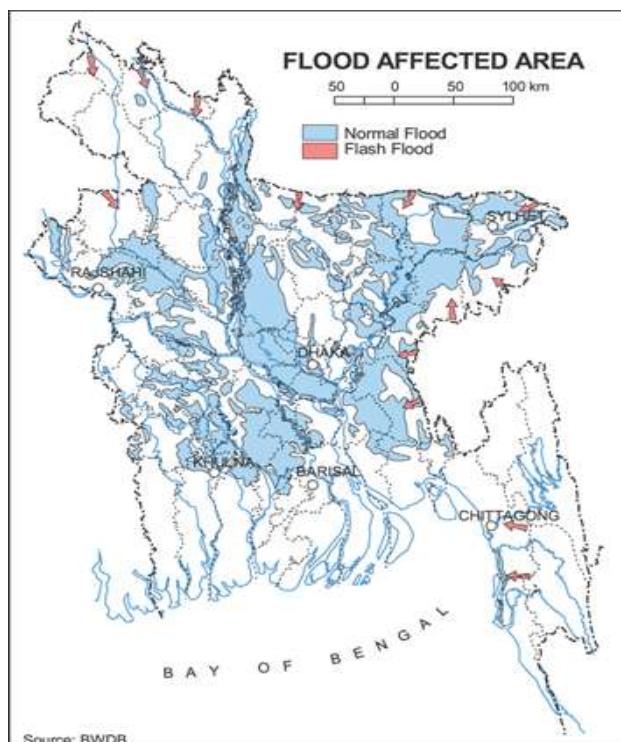 FLOOD AFFECTED AREA
50 0 50 100 km
Normal Flood
Flash Flood
SYLHET
RAJSHAHI
DHAKA
KHULNA
BARISAL
CHITTAGONG
BAY OF BENGAL
Source: BWDB